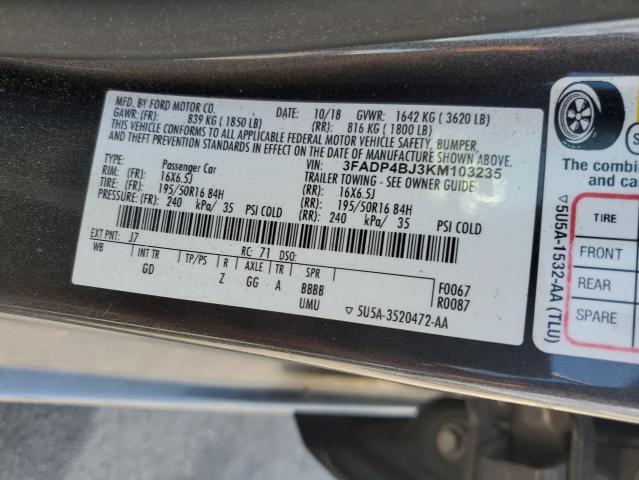 MFD. BY FORD MOTOR CO.
DATE: 10/18 GVWR: 1642 KG ( 3620 LB)
GAWR: (FR): 839 KG ( 1850 LB) (RR): 816 KG ( 1800 LB)
THIS VEHICLE CONFORMS TO ALL APPLICABLE FEDERAL MOTOR VEHICLE SAFETY, BUMPER,
AND THEFT PREVENTION STANDARDS IN EFFECT ON THE DATE OF MANUFACTURE SHOWN ABOVE.
VIN: 3FADP4BJ3KM103235
TYPE: Passenger Car TRAILER TOWING - SEE OWNER GUIDE
RIM: (FR): 16X6.5J (RR): 16X6.5J
TIRE: (FR): 195/50R16 84H (RR): 195/50R16 84H
PRESSURE: (FR): 240 kPa/ 35 PSI COLD (RR): 240 kPa/ 35 PSI COLD
EXT PNT: J7 RC: 71 DSO:
WB INT TR TP/PS R AXLE TR SPR F0067
GD Z GG A BBBB R0087
UMU
▽5U5A-3520472-AA
The combined
and ca
TIRE
FRONT
REAR
SPARE
▽5U5A-1532-AA (TLU)